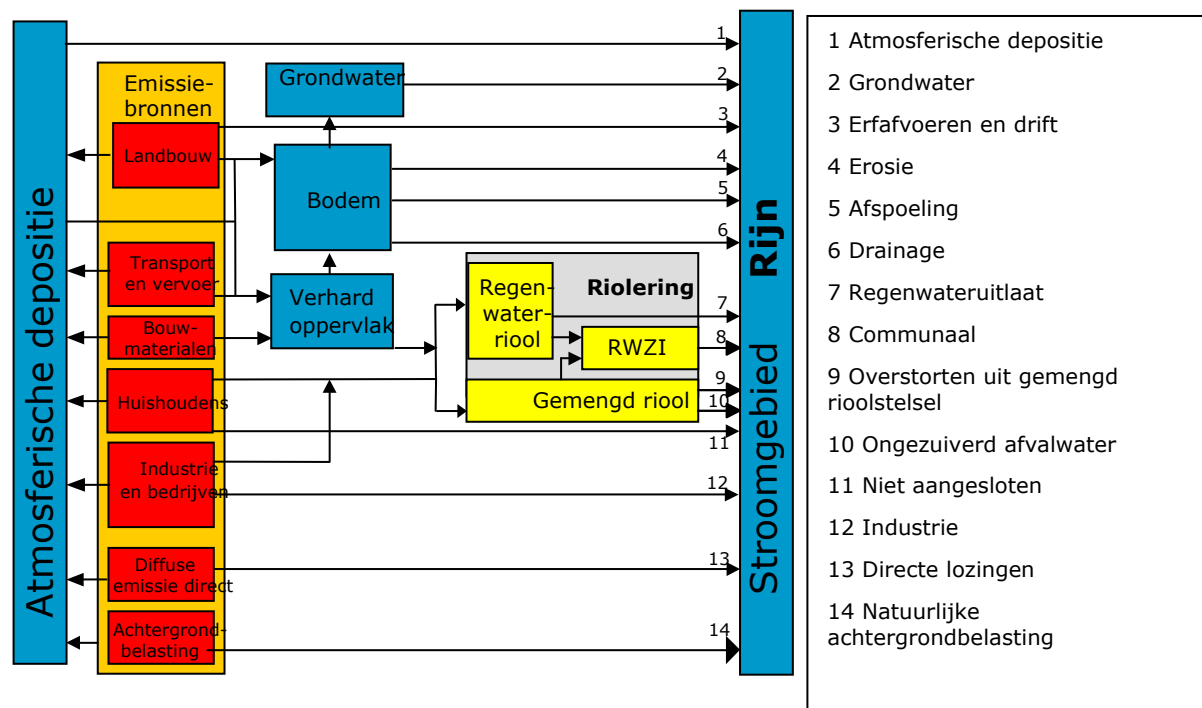 Atmosferische depositie
Emissie-
bronnen
Landbouw
Transport
en vervoer
Bouw-
materialen
Huishoudens
Industrie
en bedrijven
Diffuse
emissie direct
Achtergrond-
belasting
Grondwater
Bodem
Verhard
oppervlak
Riolering
Regen-
water-
riool
RWZI
Gemengd riool
1
2
3
4
5
6
7
8
9
10
11
12
13
14
Stroomgebied Rijn
1 Atmosferische depositie
2 Grondwater
3 Erfafvoeren en drift
4 Erosie
5 Afspoeling
6 Drainage
7 Regenwateruitlaat
8 Communaal
9 Overstorten uit gemengd
rioolstelsel
10 Ongezuiverd afvalwater
11 Niet aangesloten
12 Industrie
13 Directe lozingen
14 Natuurlijke
achtergrondbelasting